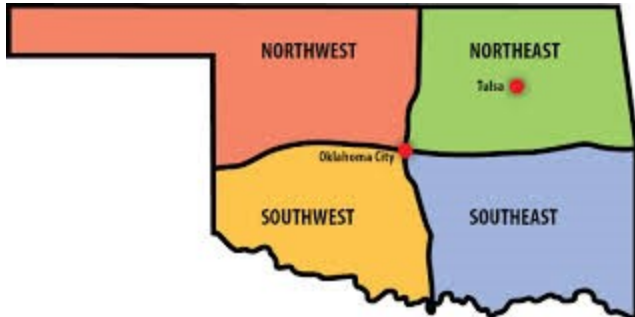 NORTHWEST
NORTHEAST
Tulsa
Oklahoma City
SOUTHWEST
SOUTHEAST